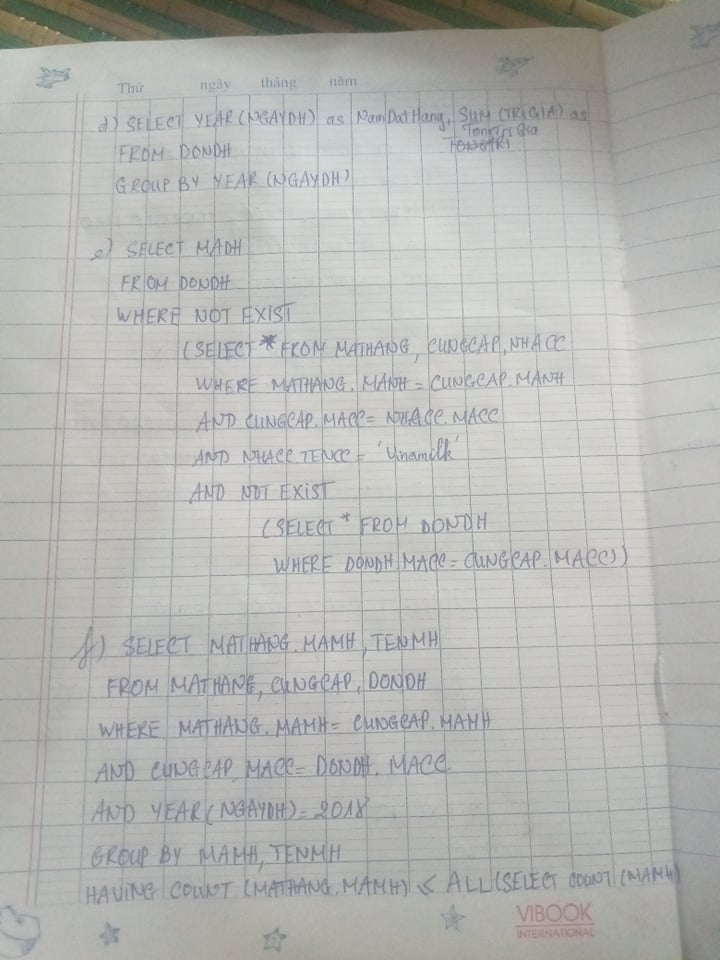 Thứ ngày tháng năm
d) SELECT YEAR(NGAYDH) as NamDatHang, SUM(TRIGIA) as
TongTriGia
FROM DONDH
GROUP BY YEAR(NGAYDH)
e) SELECT MADH
FROM DONDH
WHERE NOT EXIST
(SELECT * FROM MATHANG, CUNGCAP, NHACC
WHERE MATHANG.MAMH = CUNGCAP.MAMH
AND CUNGCAP.MACC = NHACC.MACC
AND NHACC.TENCC = 'Vinamilk'
AND NOT EXIST
(SELECT * FROM DONDH
WHERE DONDH.MACC = CUNGCAP.MACC))
f) SELECT MATHANG.MAMH, TENMH
FROM MATHANG, CUNGCAP, DONDH
WHERE MATHANG.MAMH = CUNGCAP.MAMH
AND CUNGCAP.MACC = DONDH.MACC
AND YEAR(NGAYDH) = 2018
GROUP BY MAMH, TENMH
HAVING COUNT (MATHANG.MAMH) < ALL(SELECT COUNT(MAMH)
VIBOOK
INTERNATIONAL